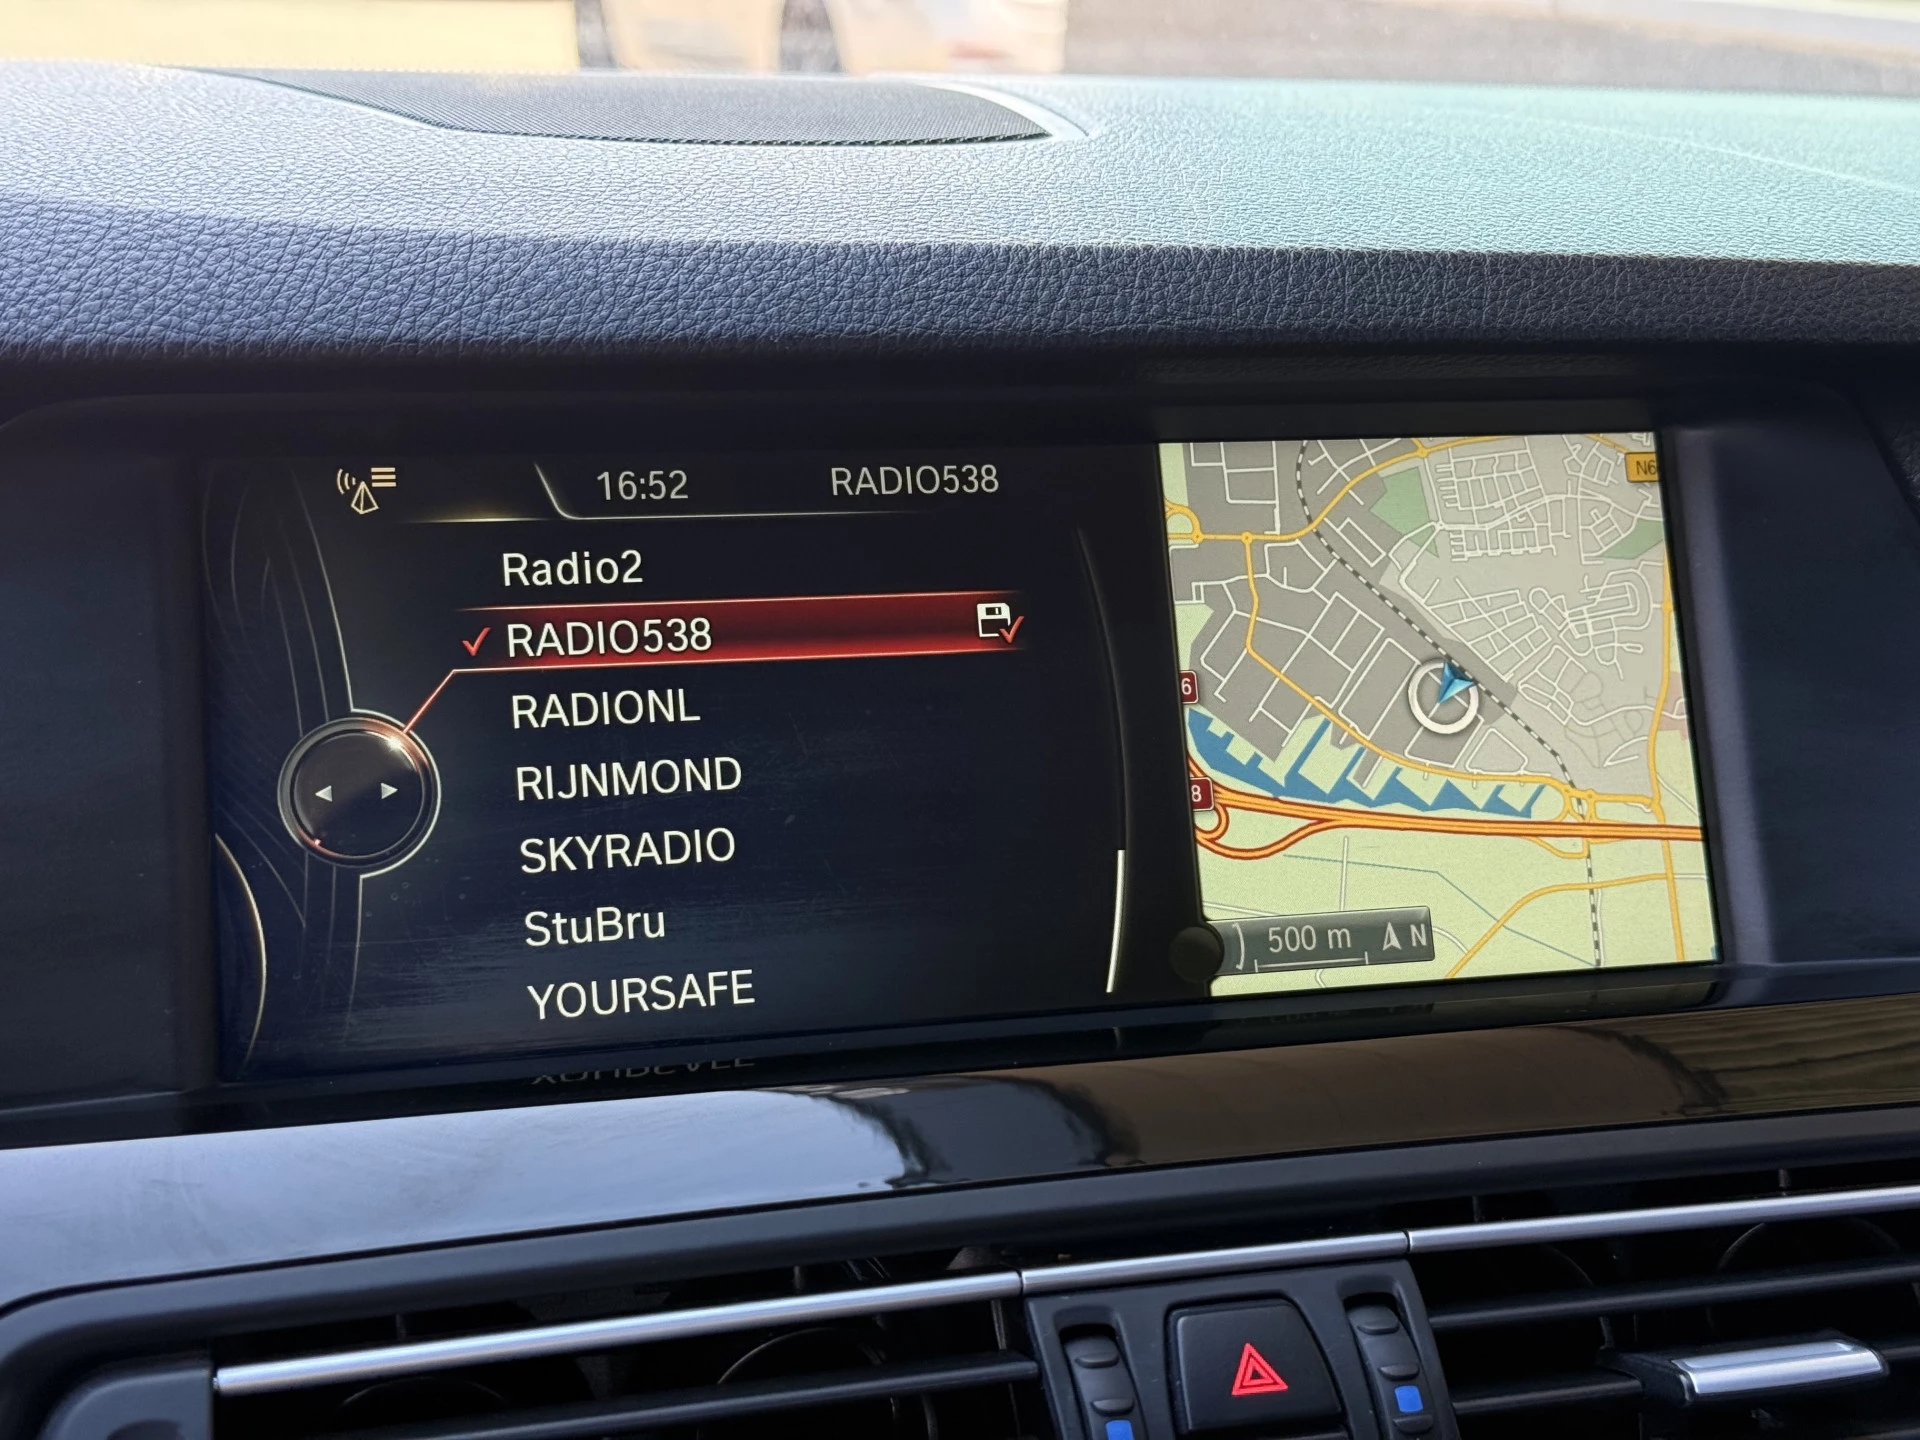 16:52 RADIO538
Radio2
RADIO538
RADIONL
RIJNMOND
SKYRADIO
StuBru
YOURSAFE
N6
6
8
500 m N